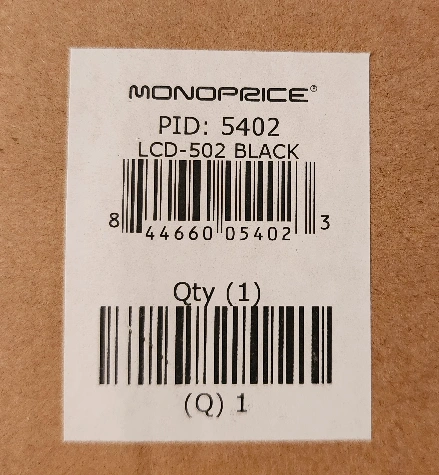 MONOPRICE®
PID: 5402
LCD-502 BLACK
8 44660 05402 3
Qty (1)
(Q) 1